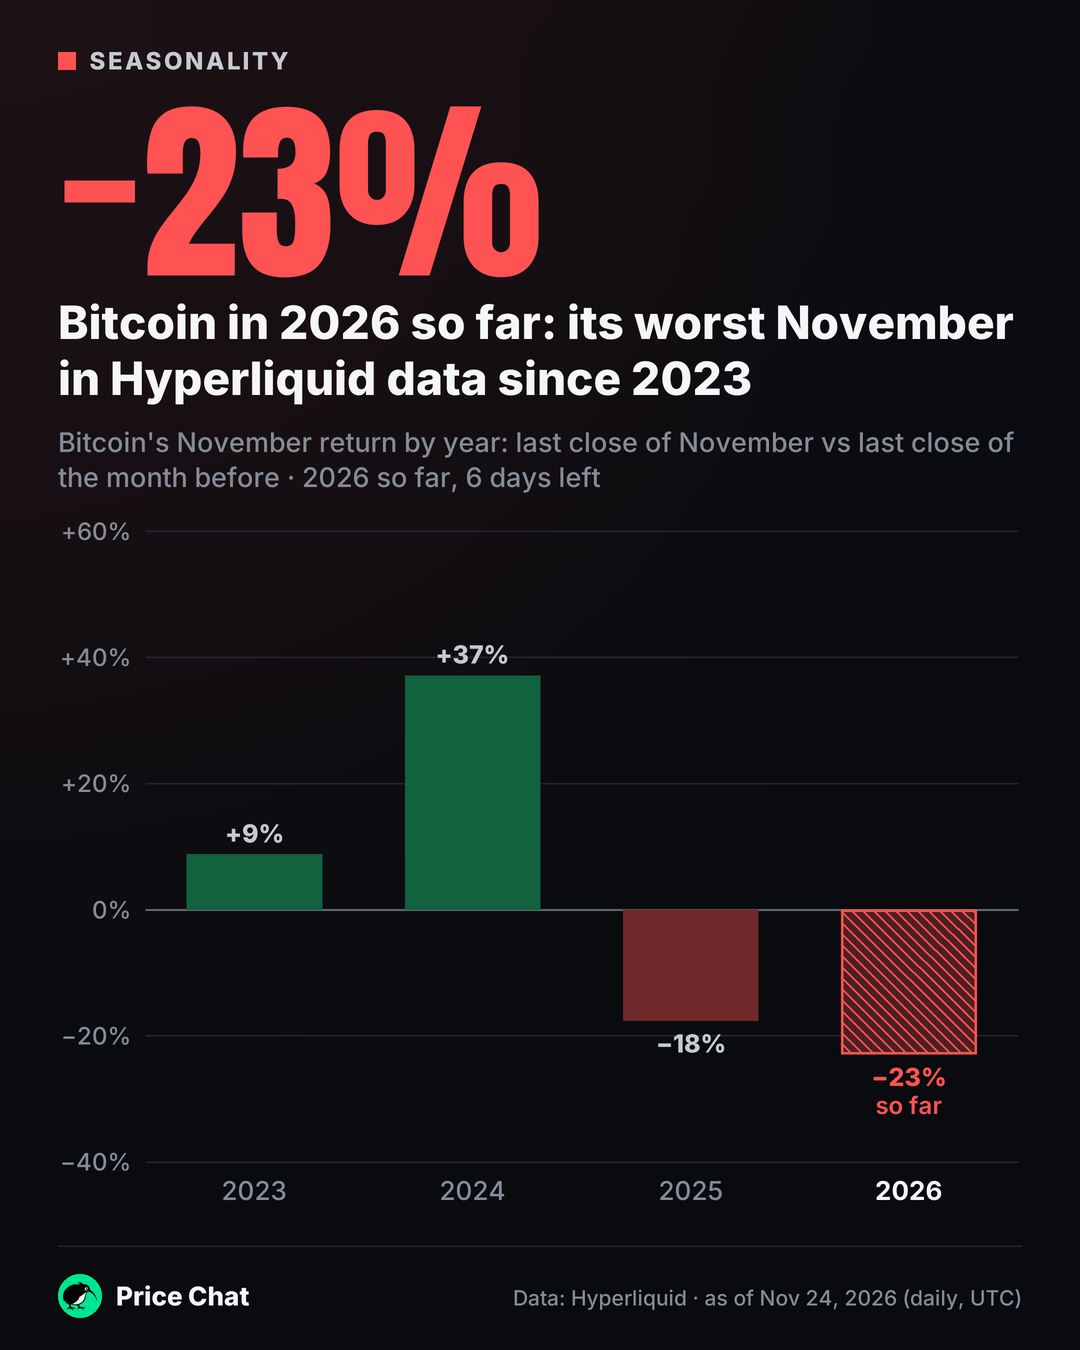 SEASONALITY
−23%
Bitcoin in 2026 so far: its worst November
in Hyperliquid data since 2023
Bitcoin's November return by year: last close of November vs last close of
the month before · 2026 so far, 6 days left
+60%
+40%
+20%
0%
−20%
−40%
+9%
+37%
−18%
−23%
so far
2023
2024
2025
2026
Price Chat
Data: Hyperliquid · as of Nov 24, 2026 (daily, UTC)